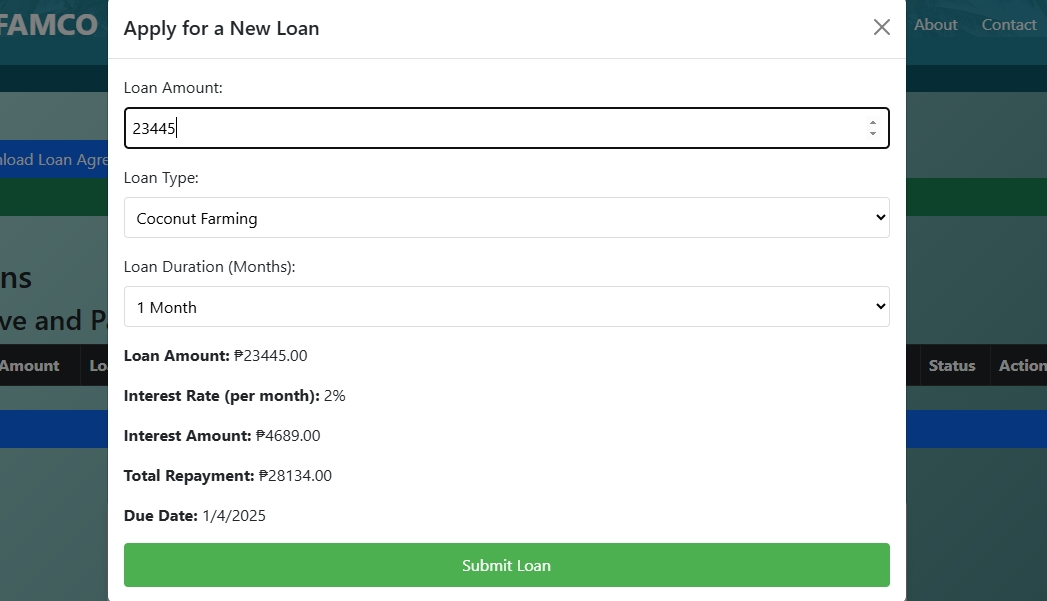 FAMCO
Apply for a New Loan
About
Contact
Loan Amount:
23445
nload Loan Agre
Loan Type:
Coconut Farming
Loan Duration (Months):
ns
1 Month
ve and Pa
Loan Amount: ₱23445.00
Amount
Lo
Status
Action
Interest Rate (per month): 2%
Interest Amount: ₱4689.00
Total Repayment: ₱28134.00
Due Date: 1/4/2025
Submit Loan